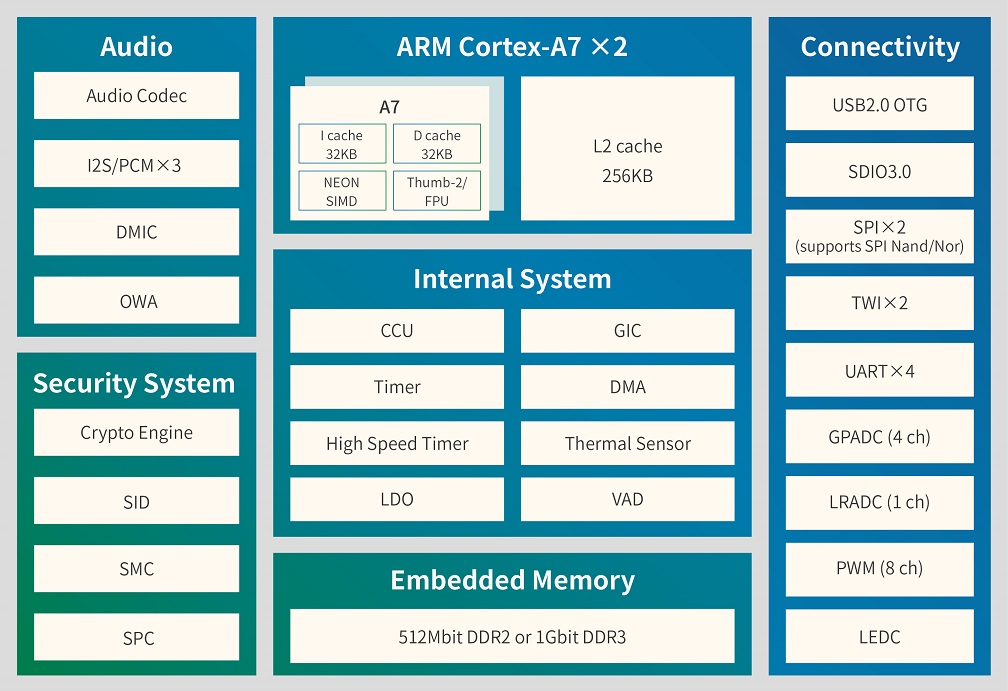 Audio
Audio Codec
I2S/PCM×3
DMIC
OWA
Security System
Crypto Engine
SID
SMC
SPC
ARM Cortex-A7 ×2
A7
I cache
32KB
D cache
32KB
NEON
SIMD
Thumb-2/
FPU
L2 cache
256KB
Internal System
CCU
GIC
Timer
DMA
High Speed Timer
Thermal Sensor
LDO
VAD
Embedded Memory
512Mbit DDR2 or 1Gbit DDR3
Connectivity
USB2.0 OTG
SDIO3.0
SPI×2
(supports SPI Nand/Nor)
TWI×2
UART×4
GPADC (4 ch)
LRADC (1 ch)
PWM (8 ch)
LEDC